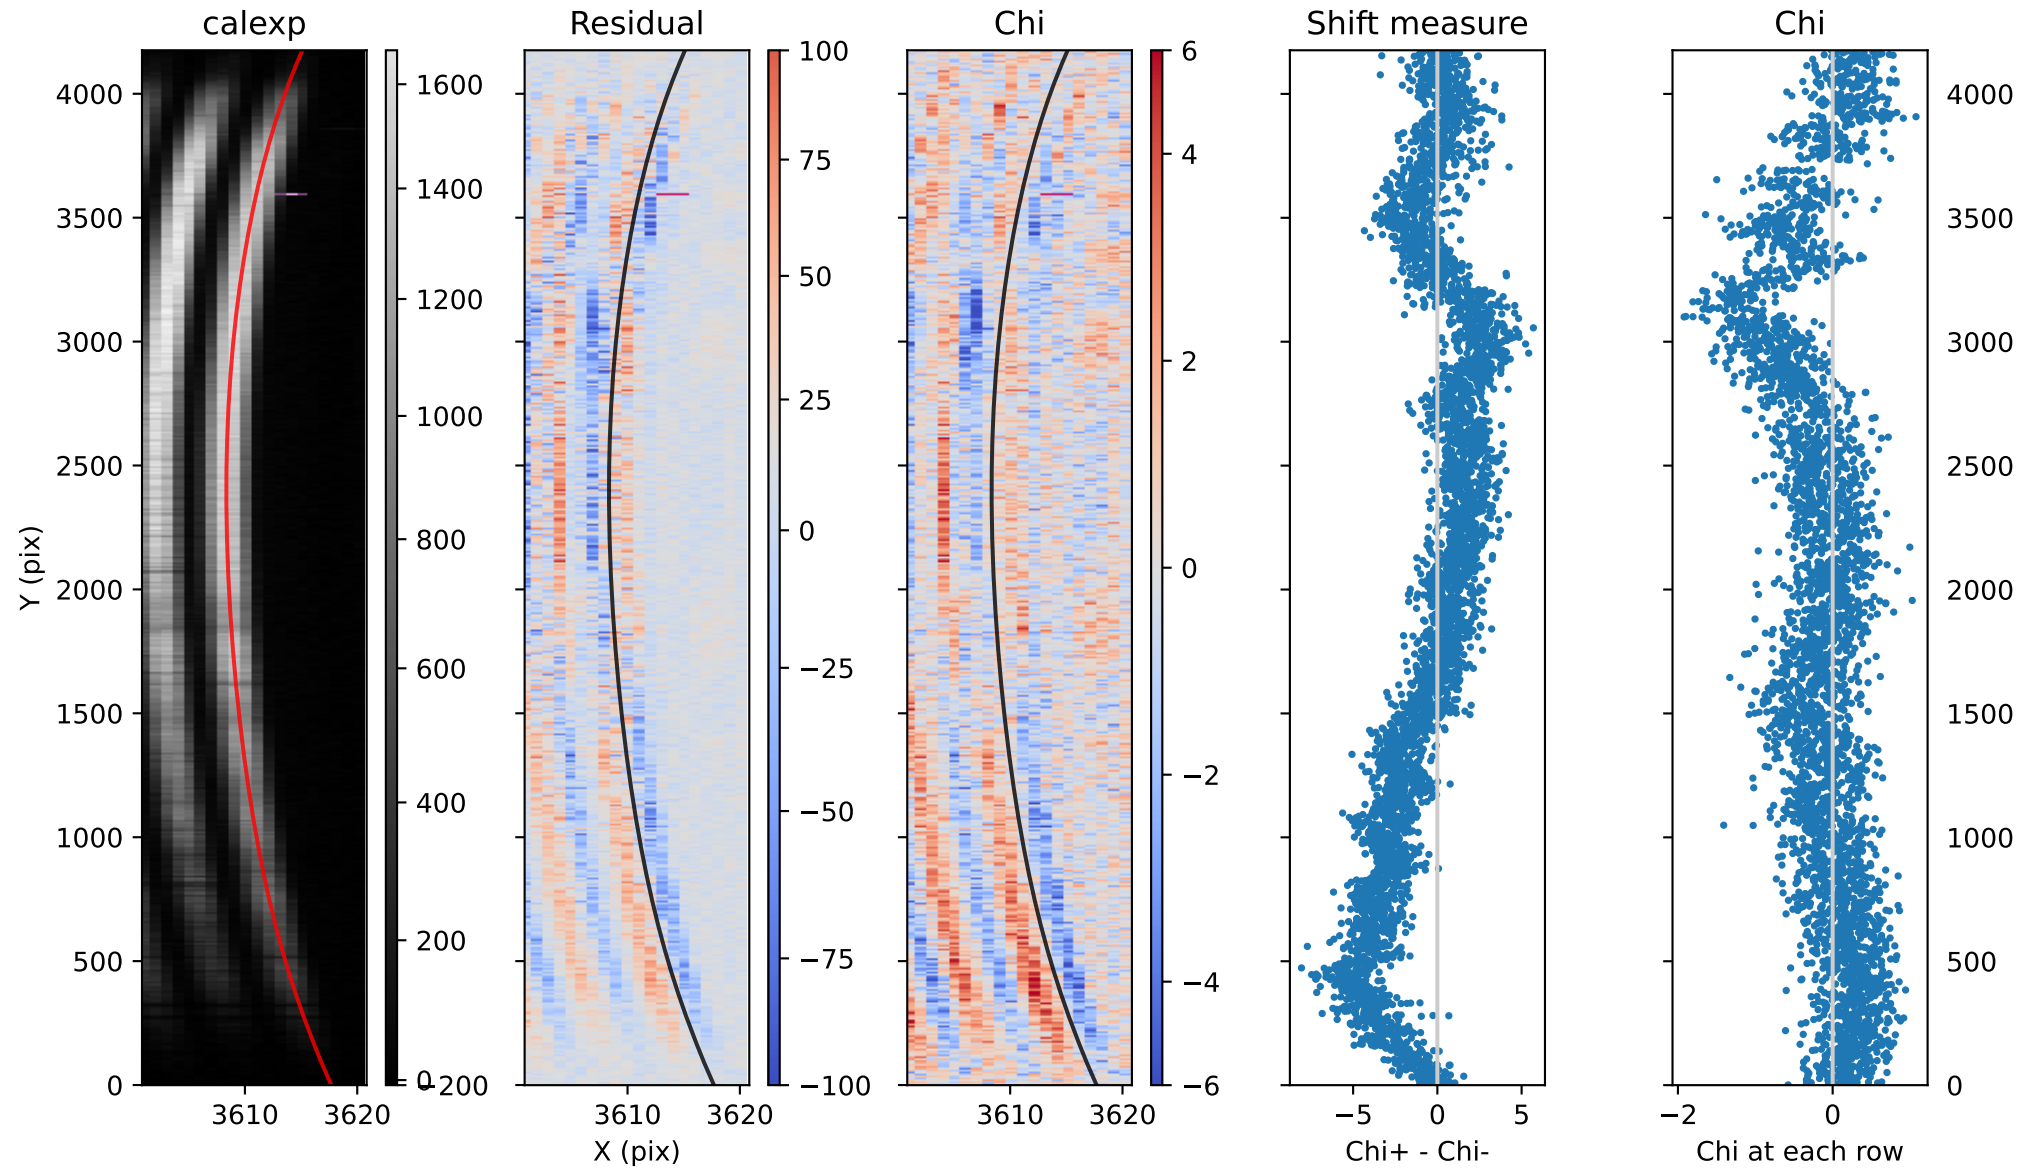 calexp Residual Chi Shift measure Chi
4000 1600 100 6 4000
1400 75 4
3500 3500
1200 50
3000 3000
1000 25 2
2500 2500
800 0 0
2000 2000
600 −25
1500 1500
400 −50 −2
1000 1000
200 −75 −4
500 500
0 0 −200 −100 −6 0
3610 3620 3610 3620 3610 3620 −5 0 5 −2 0
Y (pix)
X (pix) Chi+ - Chi- Chi at each row